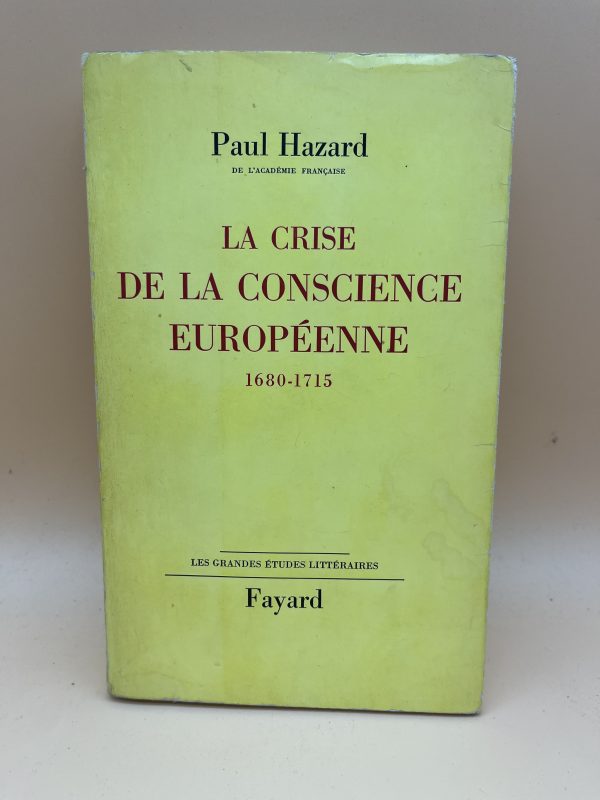 Paul Hazard
DE L'ACADÉMIE FRANÇAISE
LA CRISE
DE LA CONSCIENCE
EUROPÉENNE
1680-1715
LES GRANDES ÉTUDES LITTÉRAIRES
Fayard